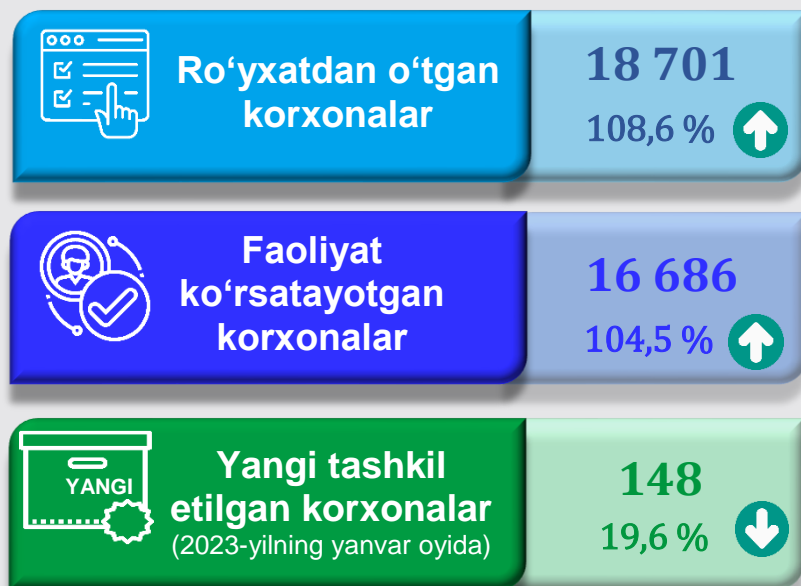 Ro‘yxatdan o‘tgan
korxonalar
18 701
108,6 %
Faoliyat
ko‘rsatayotgan
korxonalar
16 686
104,5 %
YANGI
Yangi tashkil
etilgan korxonalar
(2023-yilning yanvar oyida)
148
19,6 %